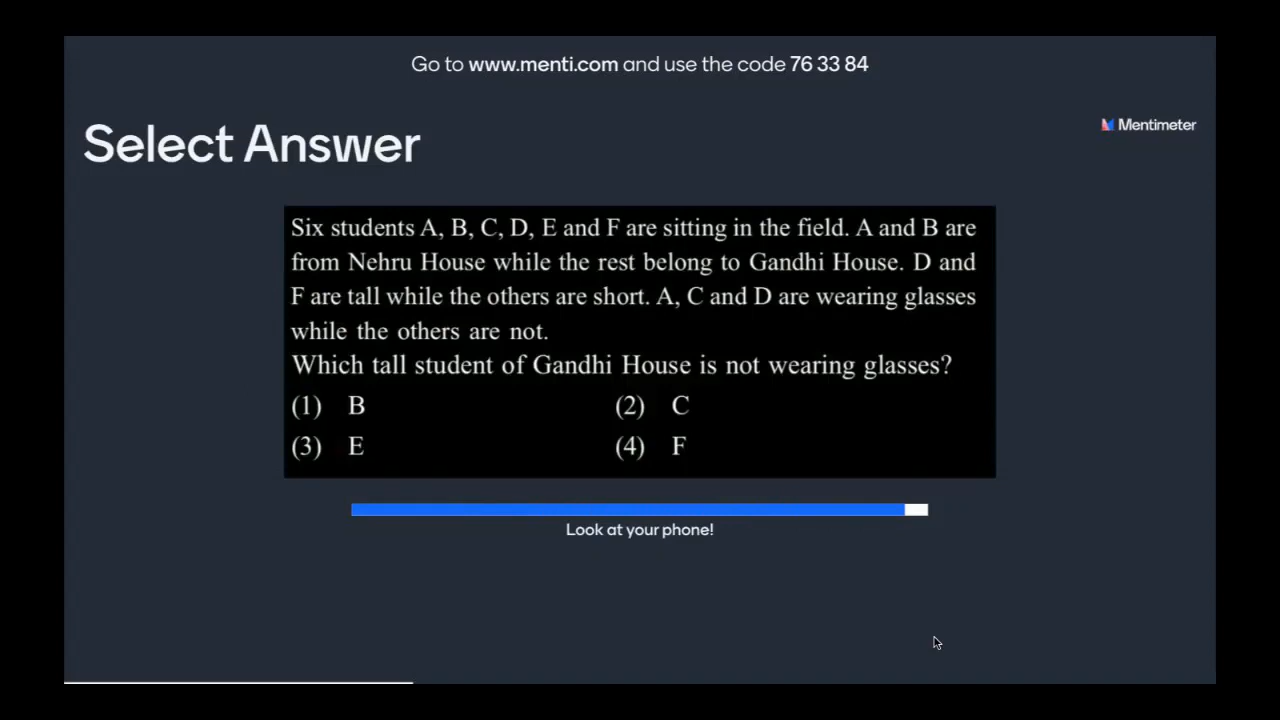 Go to www.menti.com and use the code 76 33 84
Mentimeter
Select Answer
Six students A, B, C, D, E and F are sitting in the field. A and B are
from Nehru House while the rest belong to Gandhi House. D and
F are tall while the others are short. A, C and D are wearing glasses
while the others are not.
Which tall student of Gandhi House is not wearing glasses?
(1) B (2) C
(3) E (4) F
Look at your phone!